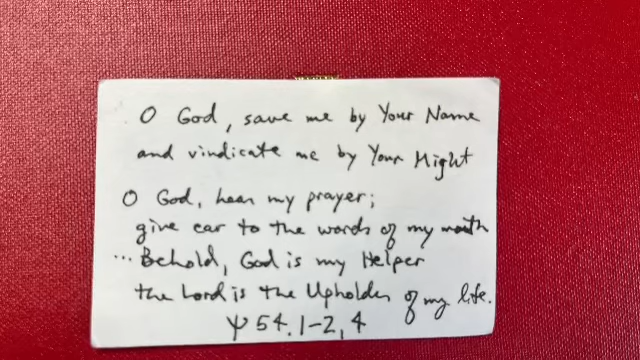 O God, save me by Your Name
and vindicate me by Your Might
O God, hear my prayer;
give ear to the words of my mouth
... Behold, God is my Helper
the Lord is the Upholder of my life.
Ψ 54.1-2, 4